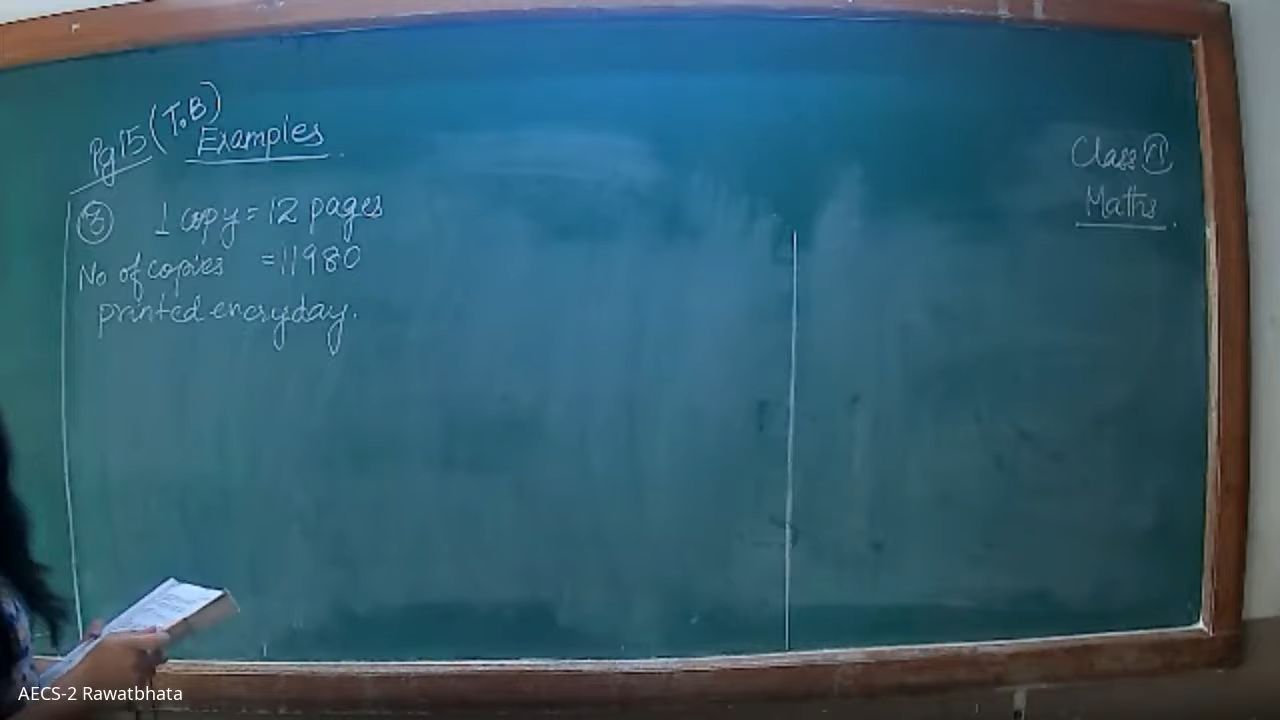 Pg 15 (T.B)
Examples
③ 1 copy = 12 pages
No of copies = 11980
printed everyday.
Class
Maths.
AECS-2 Rawatbhata